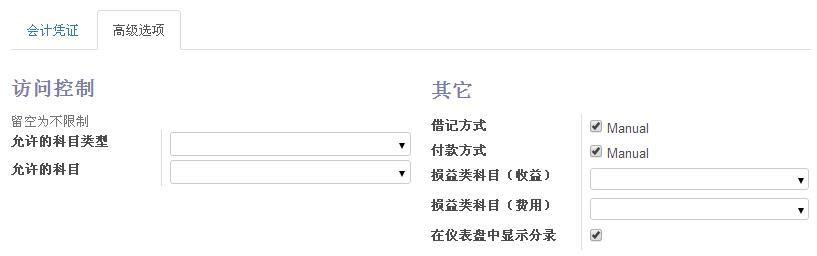 会计凭证 高级选项
访问控制
留空为不限制
允许的科目类型
允许的科目
其它
借记方式 Manual
付款方式 Manual
损益类科目（收益）
损益类科目（费用）
在仪表盘中显示分录